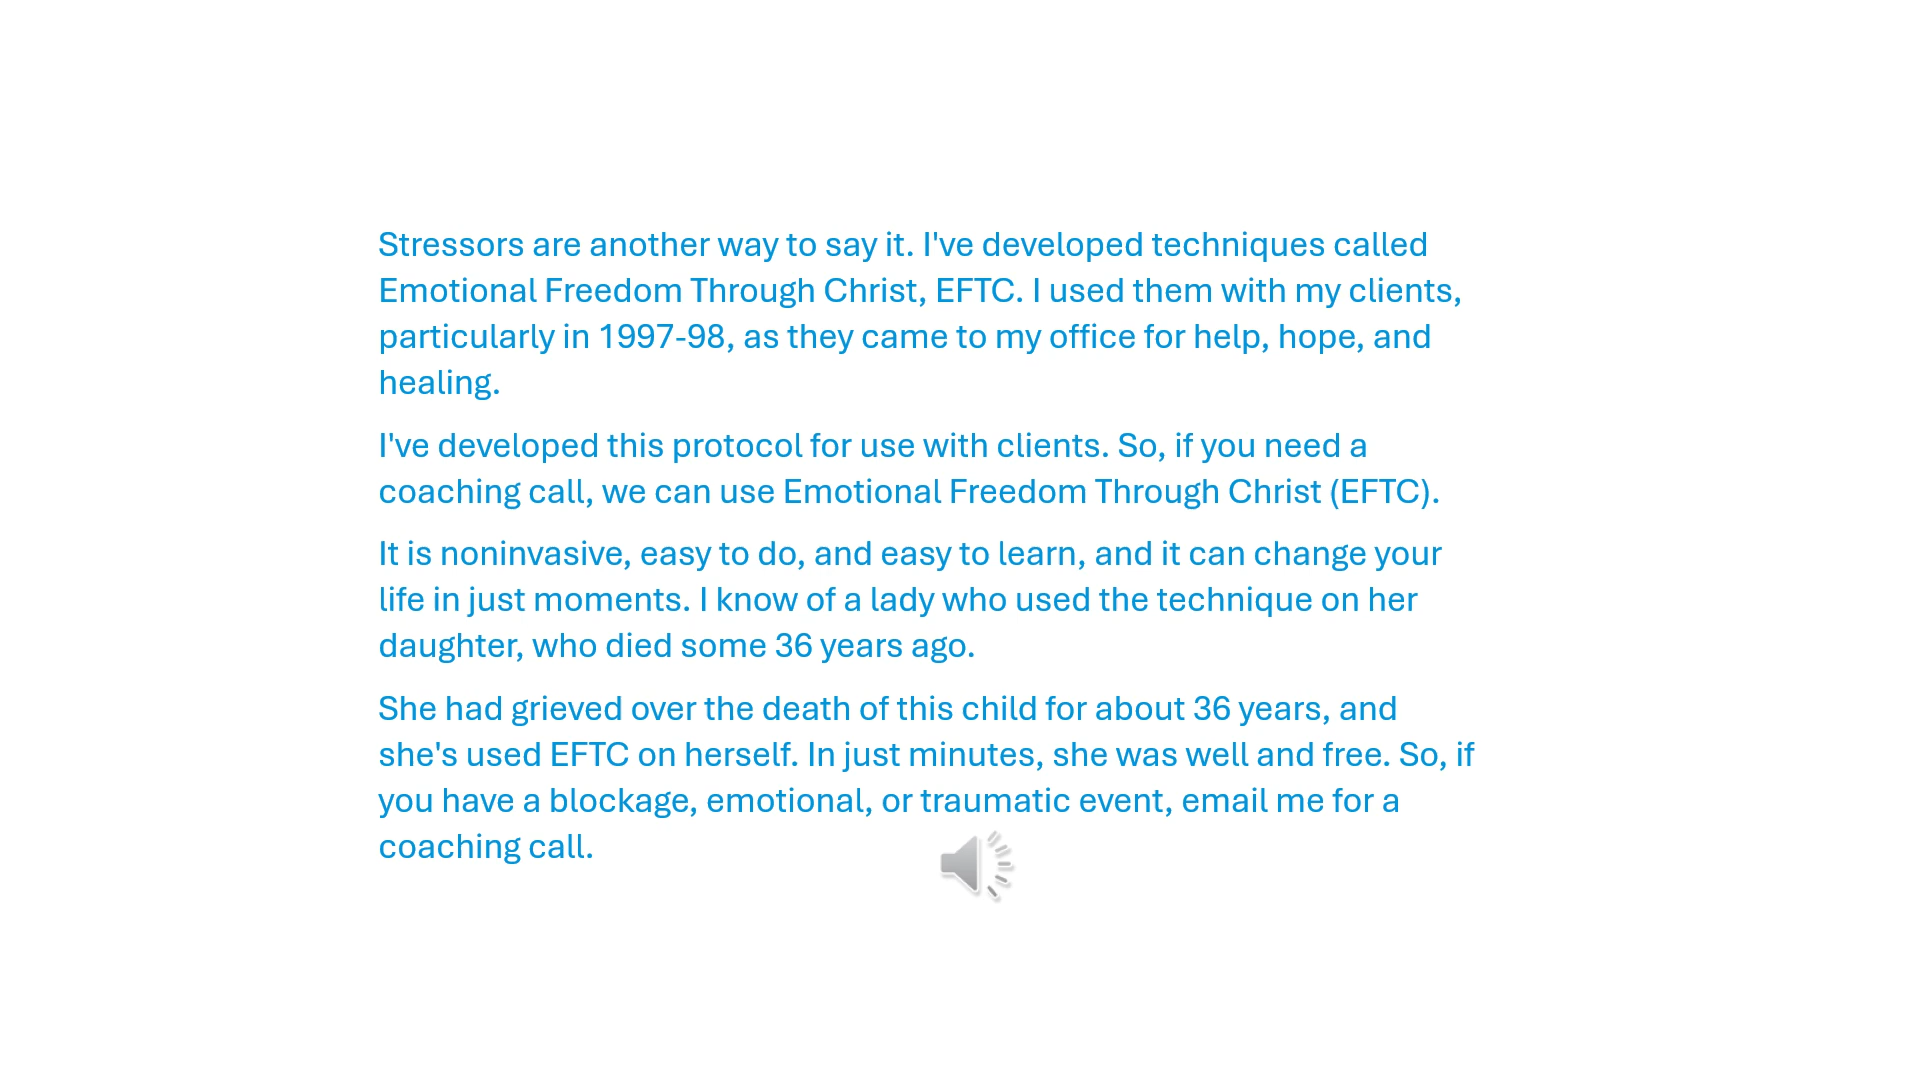 Stressors are another way to say it. I've developed techniques called
Emotional Freedom Through Christ, EFTC. I used them with my clients,
particularly in 1997-98, as they came to my office for help, hope, and
healing.
I've developed this protocol for use with clients. So, if you need a
coaching call, we can use Emotional Freedom Through Christ (EFTC).
It is noninvasive, easy to do, and easy to learn, and it can change your
life in just moments. I know of a lady who used the technique on her
daughter, who died some 36 years ago.
She had grieved over the death of this child for about 36 years, and
she's used EFTC on herself. In just minutes, she was well and free. So, if
you have a blockage, emotional, or traumatic event, email me for a
coaching call.